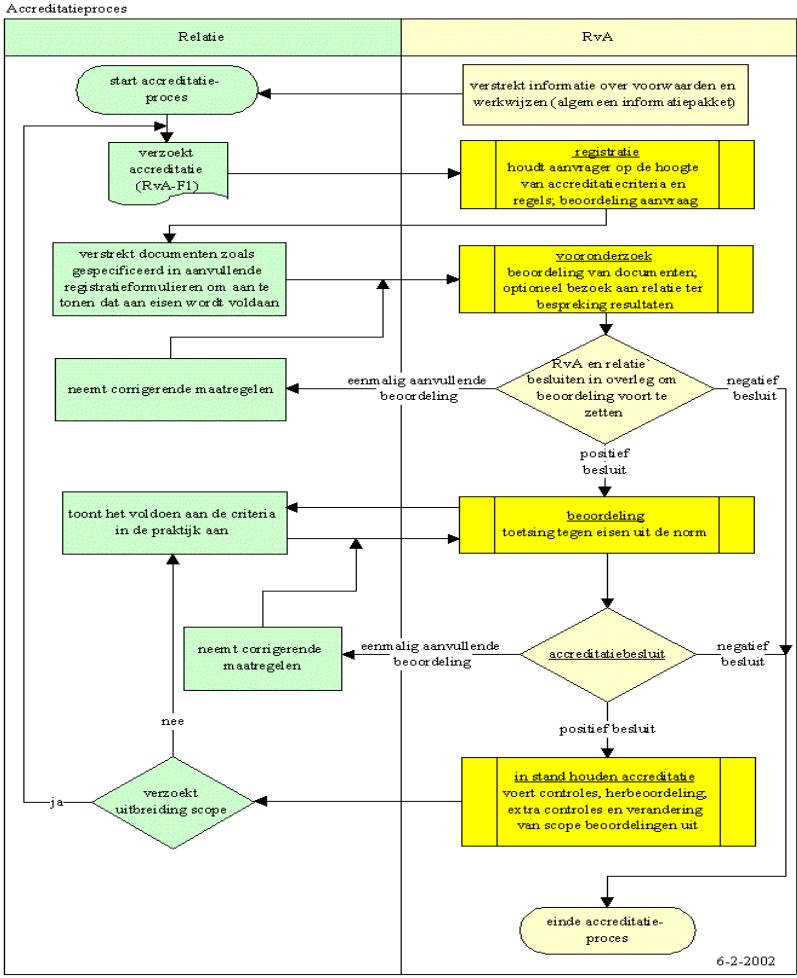 Accreditatieproces
Relatie
RvA
start accreditatie-
proces
verstrekt informatie over voorwaarden en
werkwijzen (algemeen informatiepakket)
verzoekt
accreditatie
(RvA-F1)
registratie
houdt aanvrager op de hoogte
van accreditatiecriteria en
regels; beoordeling aanvraag
verstrekt documenten zoals
gespecificeerd in aanvullende
registratieformulieren om aan te
tonen dat aan eisen wordt voldaan
vooronderzoek
beoordeling van documenten;
optioneel bezoek aan relatie ter
bespreking resultaten
neemt corrigerende maatregelen
eenmalig aanvullende
beoordeling
RvA en relatie`
besluiten in overleg om
beoordeling voort te
zetten
negatief
besluit
positief
besluit
toont het voldoen aan de criteria
in de praktijk aan
beoordeling
toetsing tegen eisen uit de norm
neemt corrigerende
maatregelen
eenmalig aanvullende
beoordeling
accreditatiebesluit
negatief
besluit
nee
positief besluit
verzoekt
uitbreiding scope
ja
in stand houden accreditatie
voert controles, herbeoordeling,
extra controles en verandering
van scope beoordelingen uit
einde accreditatie-
proces
6-2-2002